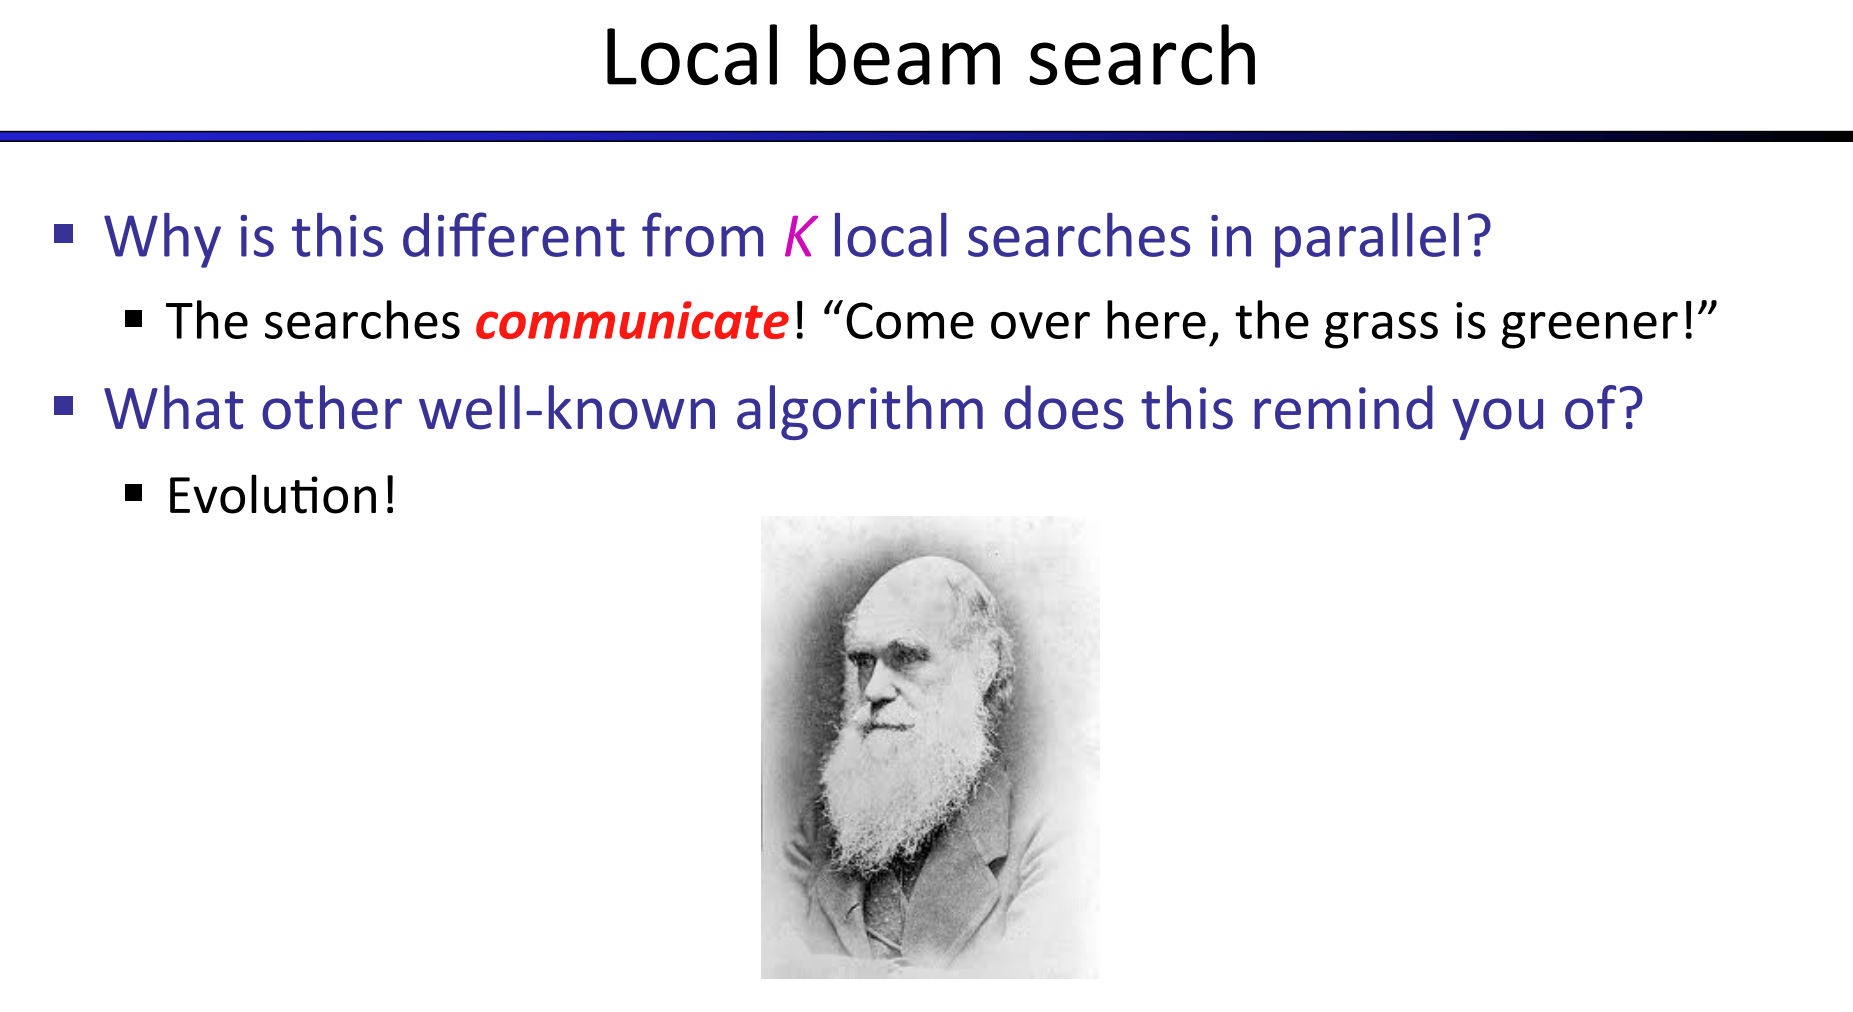 Local beam search
Why is this different from K local searches in parallel?
The searches communicate! “Come over here, the grass is greener!”
What other well-known algorithm does this remind you of?
Evolution!